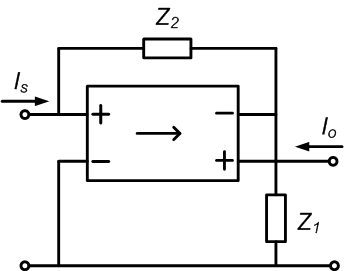 Z2
Is
+
−
→
−
+
Io
Z1